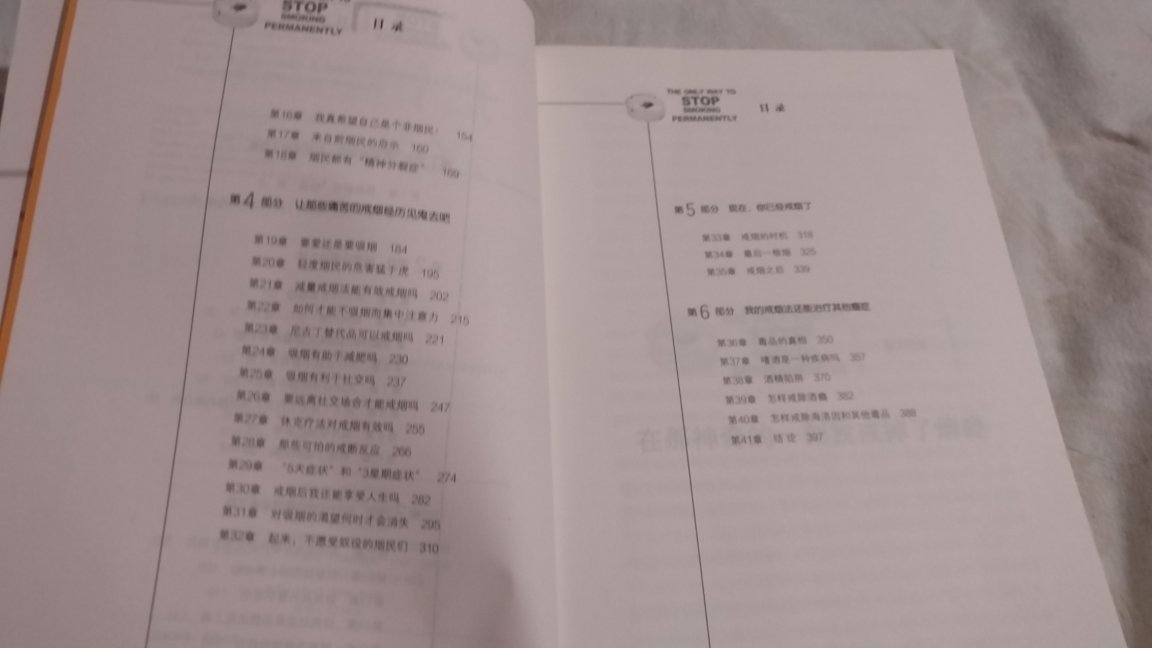 TO
STOP
SMOKING
PERMANENTLY
目录
第16章 我真希望自己是个非烟民! 154
第17章 来自前烟民的启示 160
第18章 烟民都有“精神分裂症” 169
第4部分 让那些痛苦的戒烟经历见鬼去吧
第19章 要爱还是要吸烟 184
第20章 轻度烟民的危害猛于虎 195
第21章 减量戒烟法能有效戒烟吗 202
第22章 如何才能不吸烟而集中注意力 215
第23章 尼古丁替代品可以戒烟吗 221
第24章 吸烟有助于减肥吗 230
第25章 吸烟有利于社交吗 237
第26章 要远离社交场合才能戒烟吗 247
第27章 休克疗法对戒烟有效吗 255
第28章 那些可怕的戒断反应 266
第29章 “5天症状”和“3星期症状” 274
第30章 戒烟后我还能享受人生吗 282
第31章 对吸烟的渴望何时才会消失 295
第32章 起来，不愿受奴役的烟民们 310
THE ONLY WAY TO
STOP
SMOKING
PERMANENTLY
目录
第5部分 现在，你已经戒烟了
第33章 戒烟的时机 318
第34章 最后一根烟 325
第35章 戒烟之后 339
第6部分 我的戒烟法还能治疗其他瘾症
第36章 毒品的真相 350
第37章 嗜酒是一种疾病吗 357
第38章 酒精陷阱 370
第39章 怎样戒除酒瘾 382
第40章 怎样戒除海洛因和其他毒品 388
第41章 结论 397